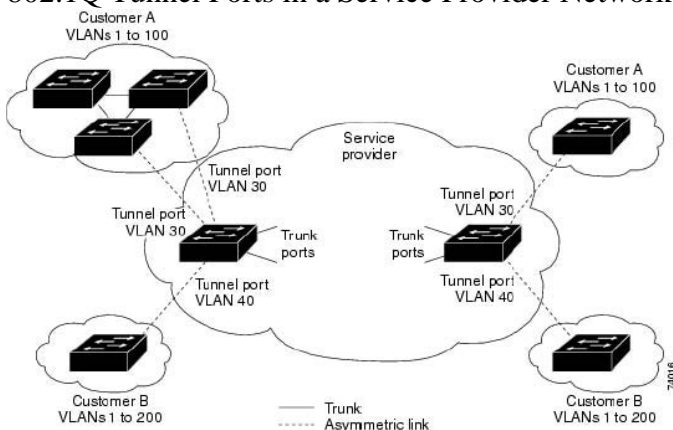 802.1Q Tunnel Ports in a Service Provider Network
Customer A
VLANs 1 to 100
Customer A
VLANs 1 to 100
Service
provider
Tunnel port
VLAN 30
Tunnel port
VLAN 30
Tunnel port
VLAN 30
Trunk
ports
Trunk
ports
Tunnel port
VLAN 40
Tunnel port
VLAN 40
74016
Customer B
VLANs 1 to 200
Customer B
VLANs 1 to 200
Trunk
Asymmetric link